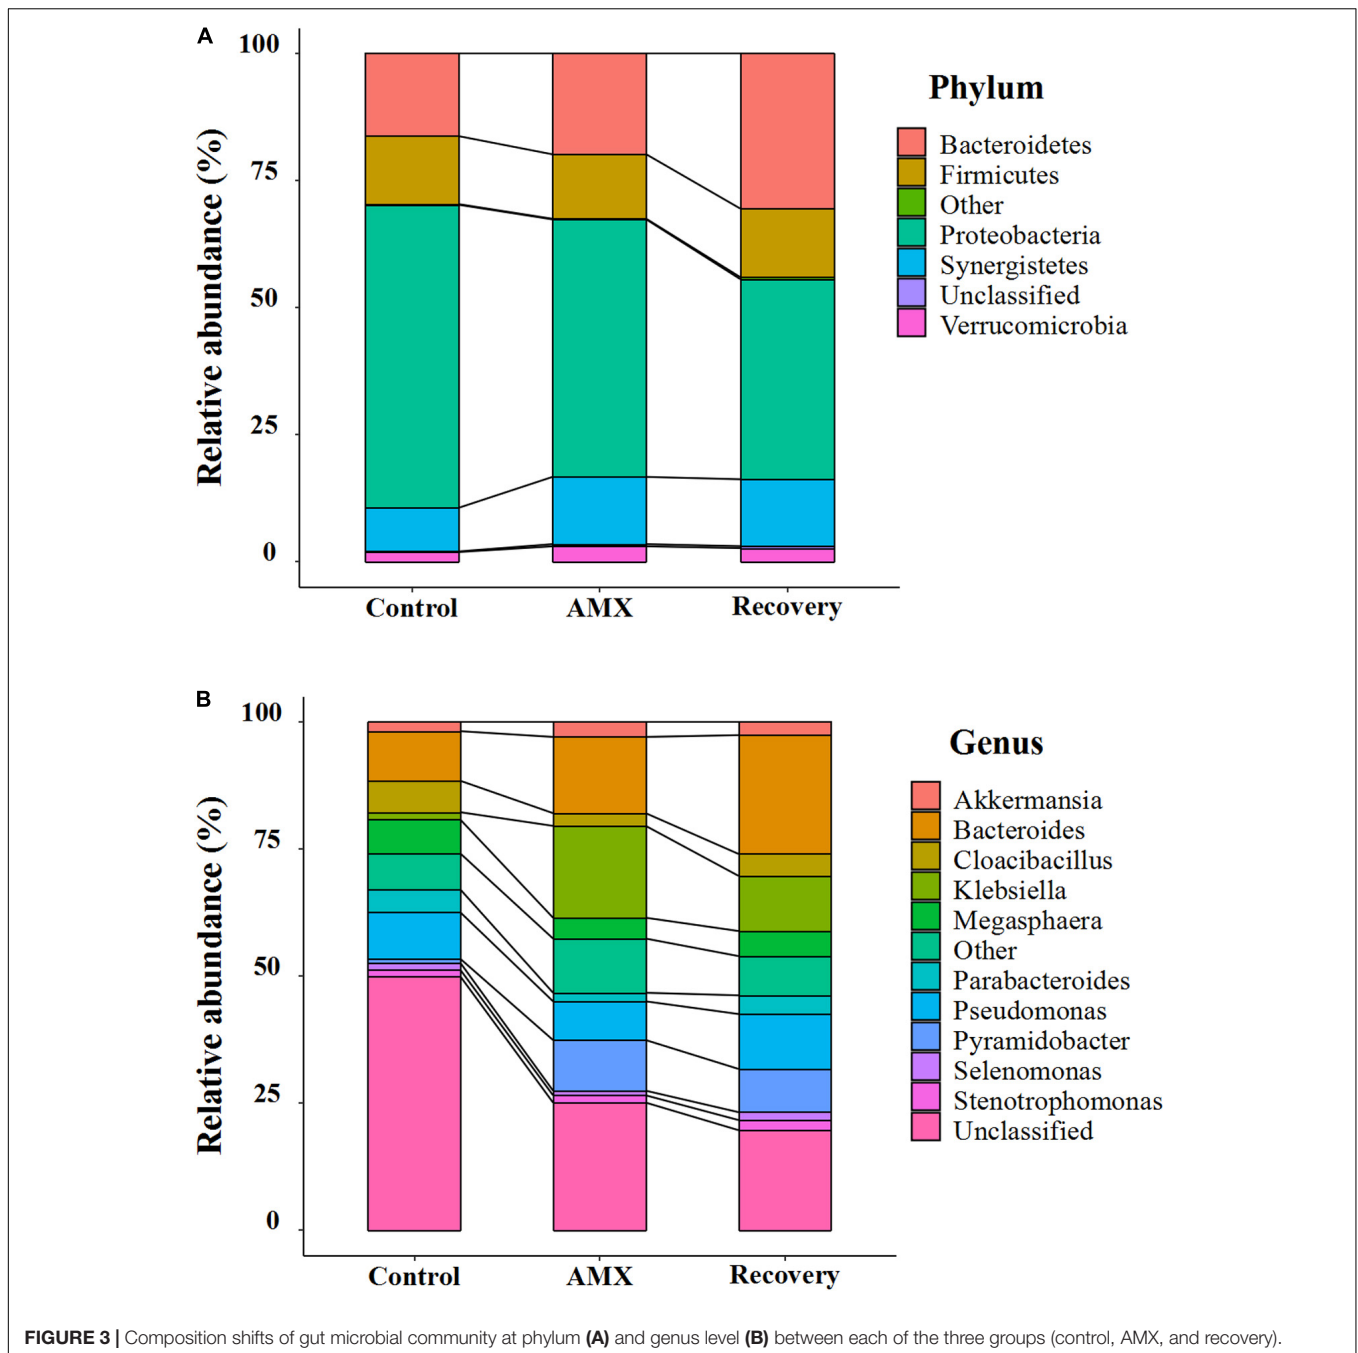 A
Relative abundance (%)
100
75
50
25
0
Control AMX Recovery
Phylum
Bacteroidetes
Firmicutes
Other
Proteobacteria
Synergistetes
Unclassified
Verrucomicrobia
B
Relative abundance (%)
100
75
50
25
0
Control AMX Recovery
Genus
Akkermansia
Bacteroides
Cloacibacillus
Klebsiella
Megasphaera
Other
Parabacteroides
Pseudomonas
Pyramidobacter
Selenomonas
Stenotrophomonas
Unclassified
FIGURE 3 | Composition shifts of gut microbial community at phylum (A) and genus level (B) between each of the three groups (control, AMX, and recovery).